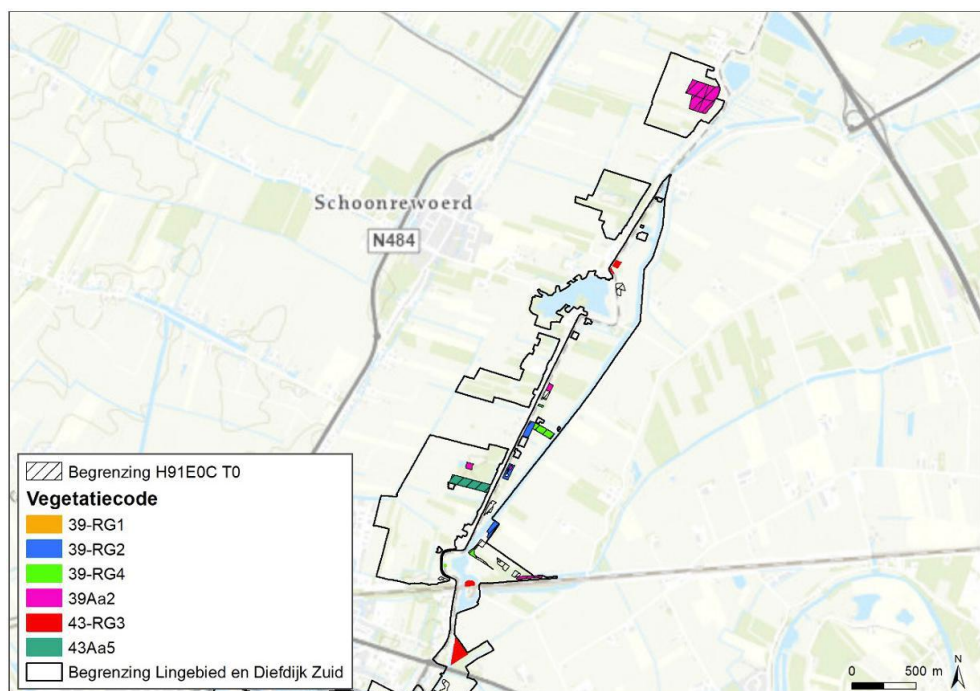 Schoonrewoerd
N484
Begrenzing H91E0C T0
Vegetatiecode
39-RG1
39-RG2
39-RG4
39Aa2
43-RG3
43Aa5
Begrenzing Lingebied en Diefdijk Zuid
0 500 m
N